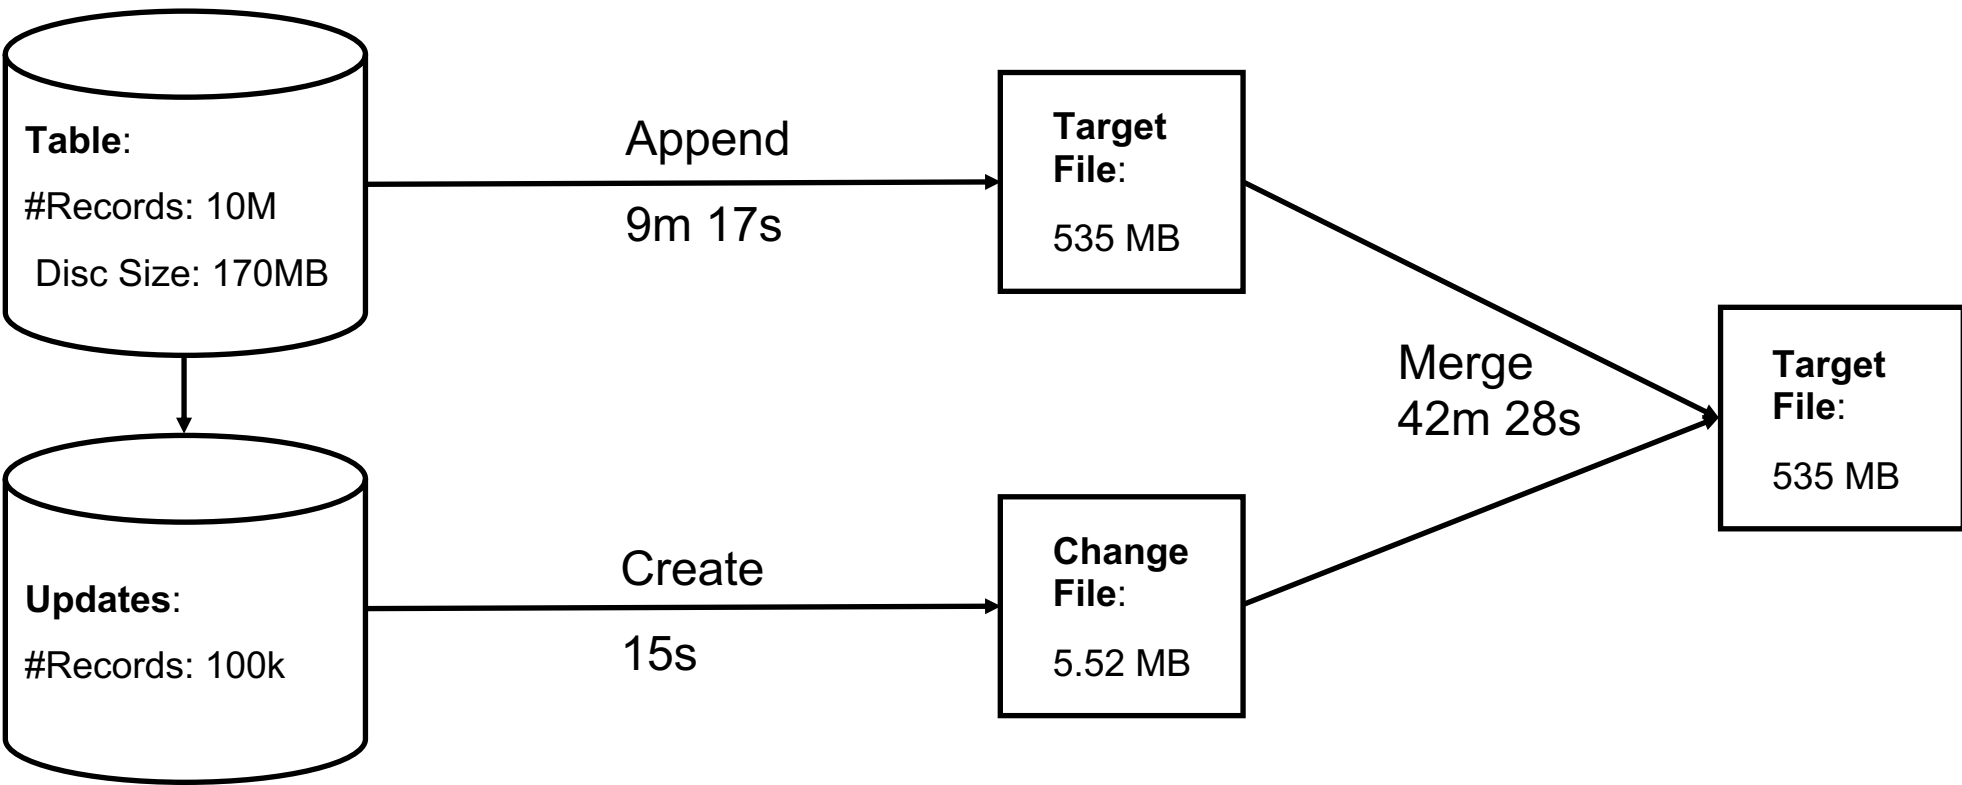 Table:
#Records: 10M
Disc Size: 170MB
Append
9m 17s
Target
File:
535 MB
Merge
42m 28s
Target
File:
535 MB
Updates:
#Records: 100k
Create
15s
Change
File:
5.52 MB